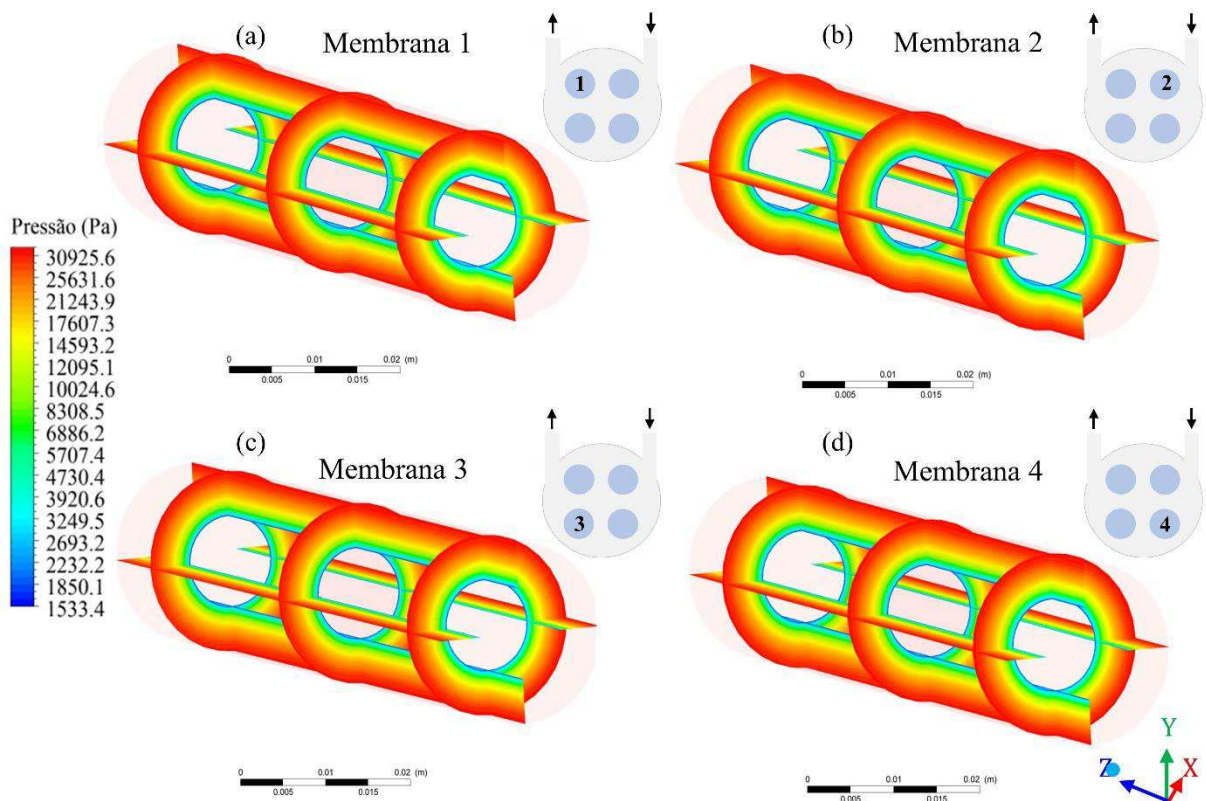 (a)
Membrana 1
1
(b)
Membrana 2
2
Pressão (Pa)
30925.6
25631.6
21243.9
17607.3
14593.2
12095.1
10024.6
8308.5
6886.2
5707.4
4730.4
3920.6
3249.5
2693.2
2232.2
1850.1
1533.4
0 0.01 0.02 (m)
0.005 0.015
0 0.01 0.02 (m)
0.005 0.015
(c)
Membrana 3
3
(d)
Membrana 4
4
0 0.01 0.02 (m)
0.005 0.015
0 0.01 0.02 (m)
0.005 0.015
Y
Z X